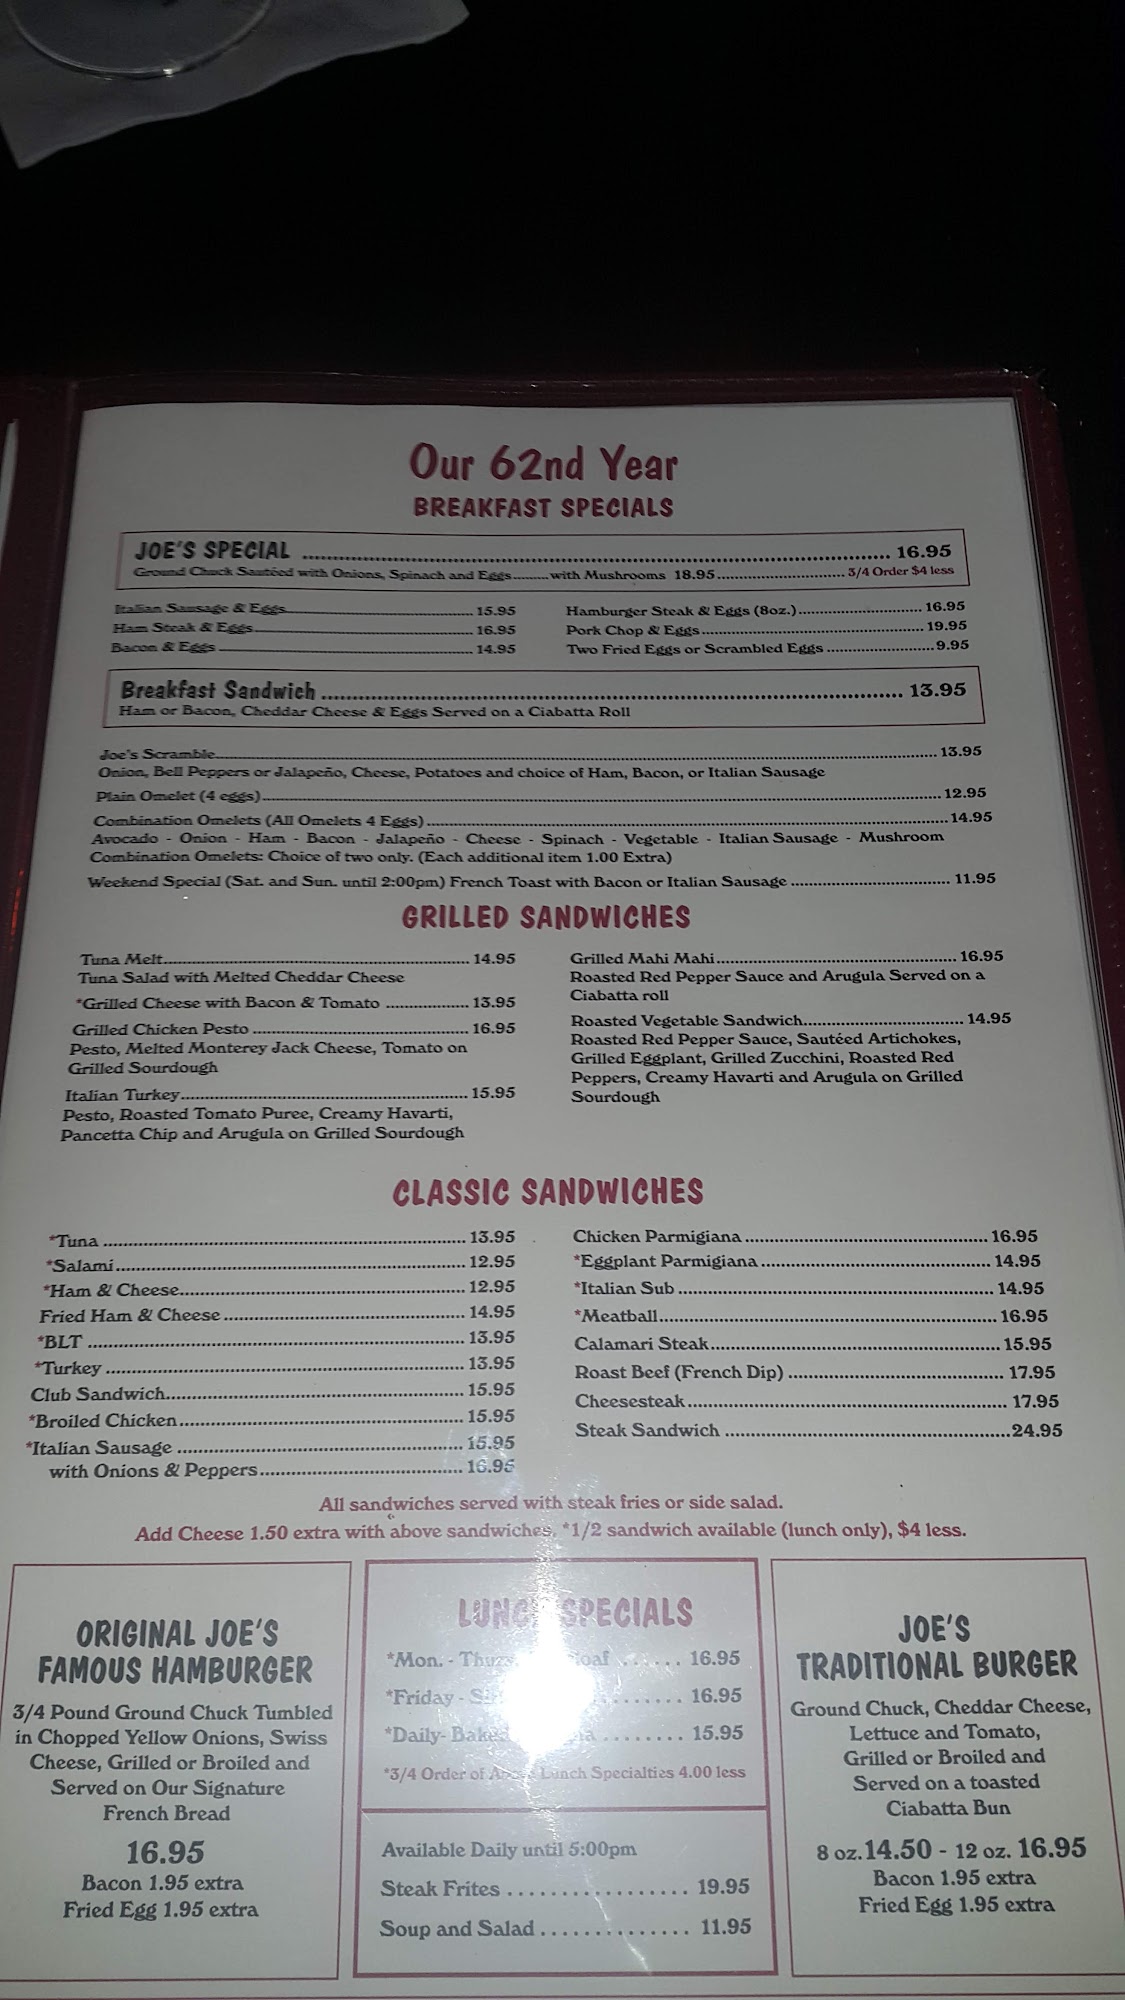 Our 62nd Year
BREAKFAST SPECIALS
JOE'S SPECIAL ........ 16.95
Ground Chuck Sautéed with Onions, Spinach and Eggs.........with Mushrooms 18.95........ 3/4 Order $4 less
Italian Sausage & Eggs........ 15.95
Ham Steak & Eggs........ 16.95
Bacon & Eggs ........ 14.95
Hamburger Steak & Eggs (8oz.)........ 16.95
Pork Chop & Eggs........ 19.95
Two Fried Eggs or Scrambled Eggs ........ 9.95
Breakfast Sandwich ........ 13.95
Ham or Bacon, Cheddar Cheese & Eggs Served on a Ciabatta Roll
Joe's Scramble........ 13.95
Onion, Bell Peppers or Jalapeño, Cheese, Potatoes and choice of Ham, Bacon, or Italian Sausage
Plain Omelet (4 eggs)........ 12.95
Combination Omelets (All Omelets 4 Eggs)........ 14.95
Avocado - Onion - Ham - Bacon - Jalapeño - Cheese - Spinach - Vegetable - Italian Sausage - Mushroom
Combination Omelets: Choice of two only. (Each additional item 1.00 Extra)
Weekend Special (Sat. and Sun. until 2:00pm) French Toast with Bacon or Italian Sausage ........ 11.95
GRILLED SANDWICHES
Tuna Melt........ 14.95
Tuna Salad with Melted Cheddar Cheese
*Grilled Cheese with Bacon & Tomato ........ 13.95
Grilled Chicken Pesto ........ 16.95
Pesto, Melted Monterey Jack Cheese, Tomato on
Grilled Sourdough
Italian Turkey........ 15.95
Pesto, Roasted Tomato Puree, Creamy Havarti,
Pancetta Chip and Arugula on Grilled Sourdough
Grilled Mahi Mahi........ 16.95
Roasted Red Pepper Sauce and Arugula Served on a
Ciabatta roll
Roasted Vegetable Sandwich........ 14.95
Roasted Red Pepper Sauce, Sautéed Artichokes,
Grilled Eggplant, Grilled Zucchini, Roasted Red
Peppers, Creamy Havarti and Arugula on Grilled
Sourdough
CLASSIC SANDWICHES
*Tuna ........ 13.95
*Salami........ 12.95
*Ham & Cheese........ 12.95
Fried Ham & Cheese ........ 14.95
*BLT ........ 13.95
*Turkey ........ 13.95
Club Sandwich........ 15.95
*Broiled Chicken........ 15.95
*Italian Sausage ........ 15.95
with Onions & Peppers........ 16.95
Chicken Parmigiana ........ 16.95
*Eggplant Parmigiana ........ 14.95
*Italian Sub ........ 14.95
*Meatball........ 16.95
Calamari Steak........ 15.95
Roast Beef (French Dip) ........ 17.95
Cheesesteak........ 17.95
Steak Sandwich ........ 24.95
All sandwiches served with steak fries or side salad.
Add Cheese 1.50 extra with above sandwiches. *1/2 sandwich available (lunch only), $4 less.
ORIGINAL JOE'S
FAMOUS HAMBURGER
3/4 Pound Ground Chuck Tumbled
in Chopped Yellow Onions, Swiss
Cheese, Grilled or Broiled and
Served on Our Signature
French Bread
16.95
Bacon 1.95 extra
Fried Egg 1.95 extra
LUNCH SPECIALS
*Mon. - Thurs. ...... 16.95
*Friday - ........ 16.95
*Daily- Baked ........ 15.95
*3/4 Order of Above Lunch Specialties 4.00 less
Available Daily until 5:00pm
Steak Frites ........ 19.95
Soup and Salad ........ 11.95
JOE'S
TRADITIONAL BURGER
Ground Chuck, Cheddar Cheese,
Lettuce and Tomato,
Grilled or Broiled and
Served on a toasted
Ciabatta Bun
8 oz. 14.50 - 12 oz. 16.95
Bacon 1.95 extra
Fried Egg 1.95 extra